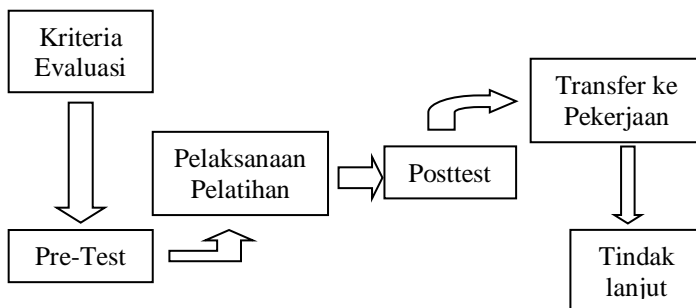 Kriteria
Evaluasi
Pre-Test
Pelaksanaan
Pelatihan
Posttest
Transfer ke
Pekerjaan
Tindak
lanjut